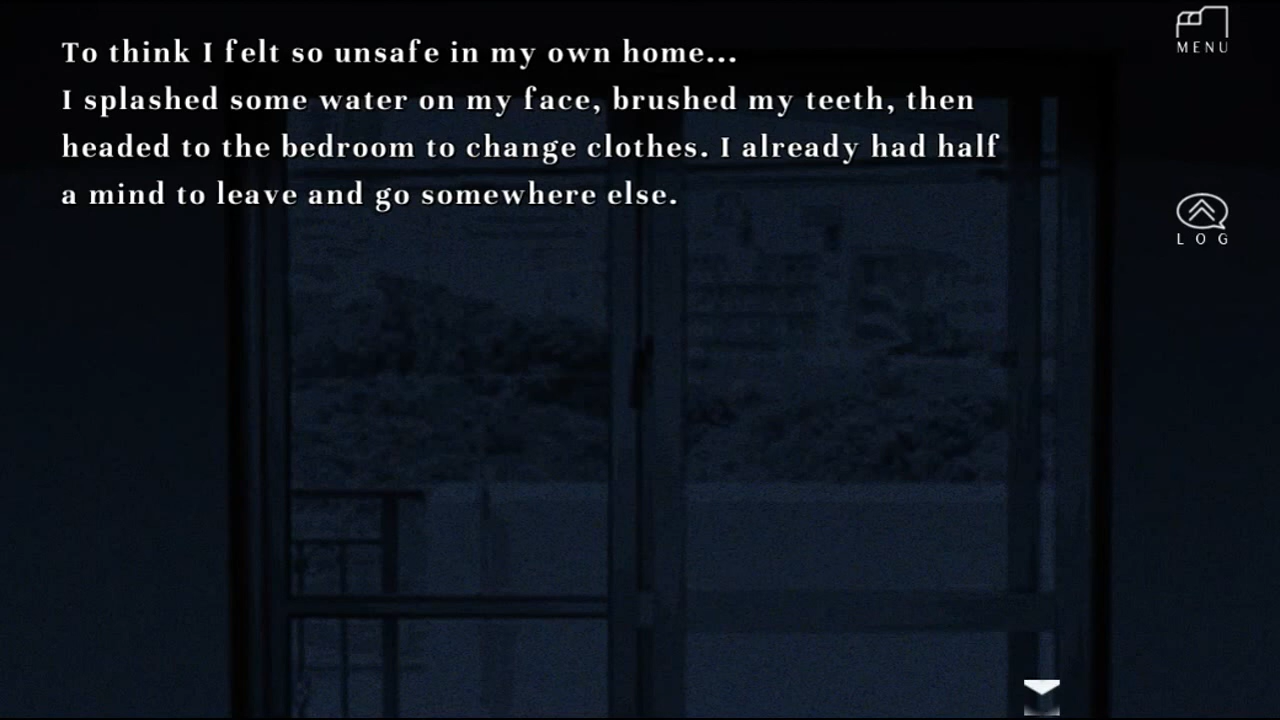 To think I felt so unsafe in my own home...
I splashed some water on my face, brushed my teeth, then
headed to the bedroom to change clothes. I already had half
a mind to leave and go somewhere else.
MENU
LOG